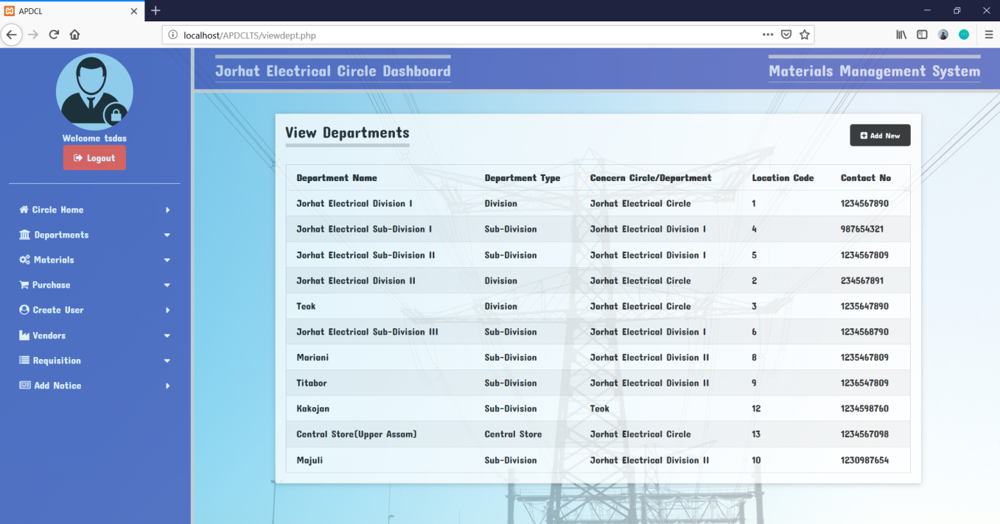 APDCL
localhost/APDCLTS/viewdept.php
Welcome tsdas
Logout
Circle Home
Departments
Materials
Purchase
Create User
Vendors
Requisition
Add Notice
Jorhat Electrical Circle Dashboard Materials Management System
View Departments Add New
Department Name Department Type Concern Circle/Department Location Code Contact No
Jorhat Electrical Division I Division Jorhat Electrical Circle 1 1234567890
Jorhat Electrical Sub-Division I Sub-Division Jorhat Electrical Division I 4 987654321
Jorhat Electrical Sub-Division II Sub-Division Jorhat Electrical Division I 5 1234567809
Jorhat Electrical Division II Division Jorhat Electrical Circle 2 234567891
Teok Division Jorhat Electrical Circle 3 1235647890
Jorhat Electrical Sub-Division III Sub-Division Jorhat Electrical Division I 6 1234568790
Mariani Sub-Division Jorhat Electrical Division II 8 1235467809
Titabor Sub-Division Jorhat Electrical Division II 9 1236547809
Kakojan Sub-Division Teok 12 1234598760
Central Store(Upper Assam) Central Store Jorhat Electrical Circle 13 1234567098
Majuli Sub-Division Jorhat Electrical Division II 10 1230987654